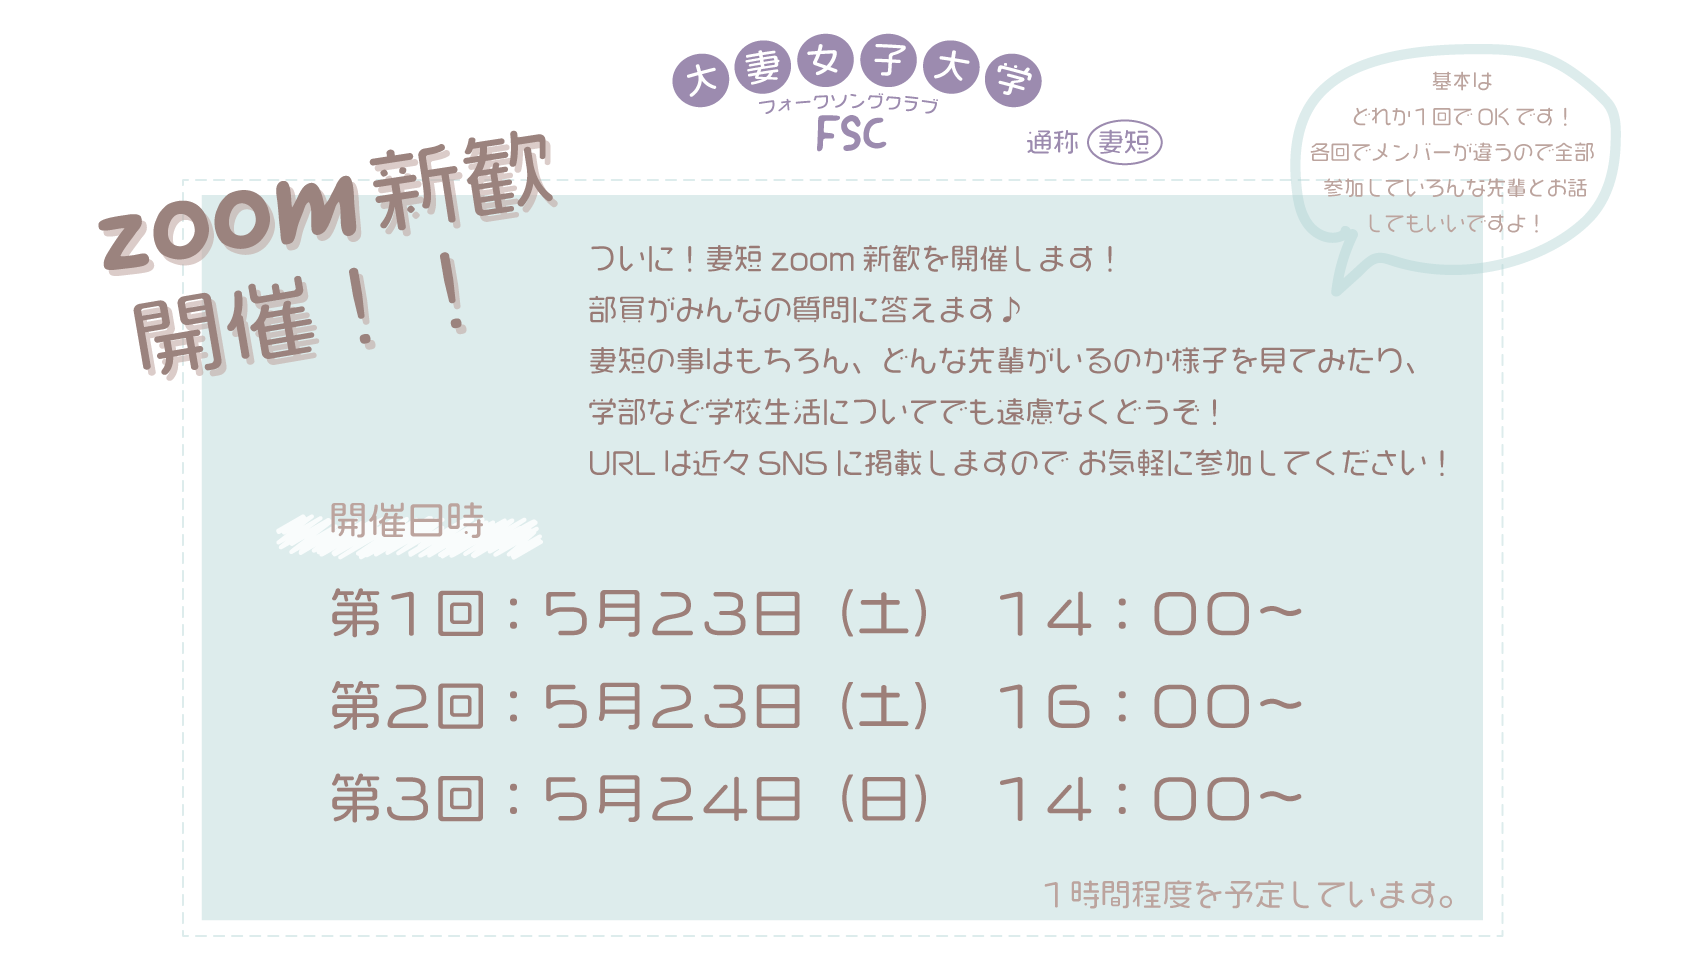 大妻女子大学
フォークソングクラブ
FSC
通称 妻短
基本は
どれか1回でOKです！
各回でメンバーが違うので全部
参加していろんな先輩とお話
してもいいですよ！
zoom新歓
開催！！
ついに！妻短zoom新歓を開催します！
部員がみんなの質問に答えます♪
妻短の事はもちろん、どんな先輩がいるのか様子を見てみたり、
学部など学校生活についてでも遠慮なくどうぞ！
URLは近々SNSに掲載しますので お気軽に参加してください！
開催日時
第1回：5月23日（土） 14：00〜
第2回：5月23日（土） 16：00〜
第3回：5月24日（日） 14：00〜
1時間程度を予定しています。